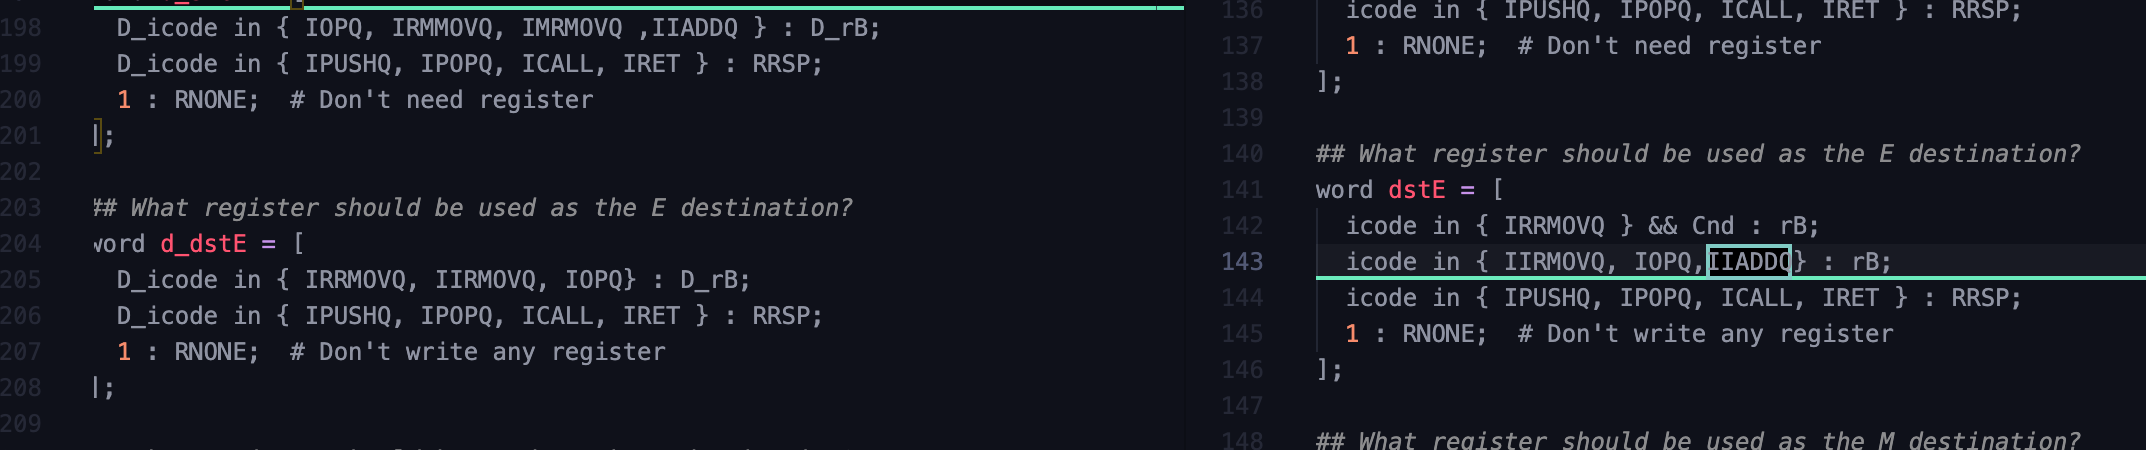 198 D_icode in { IOPQ, IRMMOVQ, IMRMOVQ ,IIADDQ } : D_rB;
199 D_icode in { IPUSHQ, IPOPQ, ICALL, IRET } : RRSP;
200 1 : RNONE;  # Don't need register
201 ];
202
203 ## What register should be used as the E destination?
204 word d_dstE = [
205 D_icode in { IRRMOVQ, IIRMOVQ, IOPQ} : D_rB;
206 D_icode in { IPUSHQ, IPOPQ, ICALL, IRET } : RRSP;
207 1 : RNONE;  # Don't write any register
208 ];
209
136 icode in { IPUSHQ, IPOPQ, ICALL, IRET } : RRSP;
137 1 : RNONE;  # Don't need register
138 ];
139
140 ## What register should be used as the E destination?
141 word dstE = [
142 icode in { IRRMOVQ } && Cnd : rB;
143 icode in { IIRMOVQ, IOPQ,IIADDQ} : rB;
144 icode in { IPUSHQ, IPOPQ, ICALL, IRET } : RRSP;
145 1 : RNONE;  # Don't write any register
146 ];
147
148 ## What register should be used as the M destination?